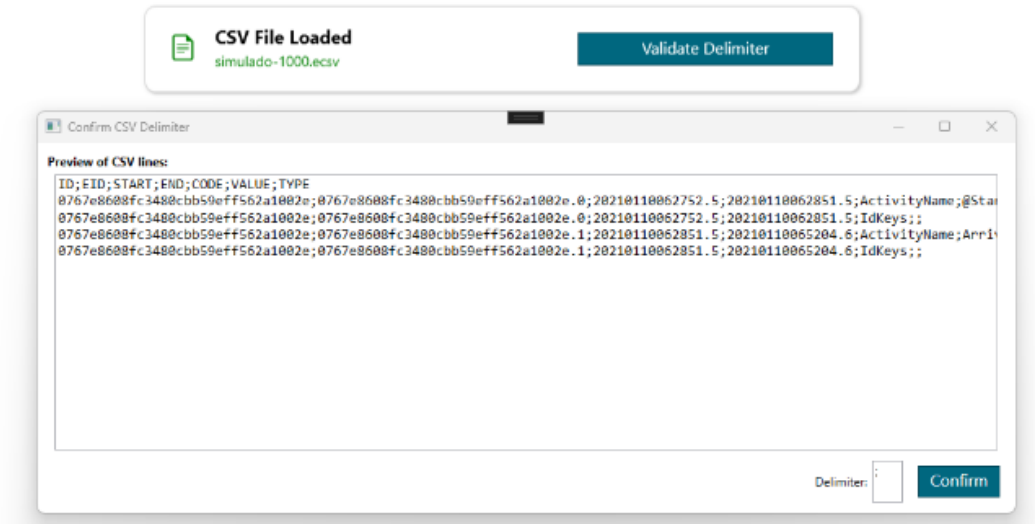 CSV File Loaded
simulado-1000.ecsv
Validate Delimiter
Confirm CSV Delimiter
Preview of CSV lines:
ID;EID;START;END;CODE;VALUE;TYPE
0767e8608fc3480cbb59eff562a1002e;0767e8608fc3480cbb59eff562a1002e.0;20210110062752.5;20210110062851.5;ActivityName;@Star
0767e8608fc3480cbb59eff562a1002e;0767e8608fc3480cbb59eff562a1002e.0;20210110062752.5;20210110062851.5;IdKeys;;
0767e8608fc3480cbb59eff562a1002e;0767e8608fc3480cbb59eff562a1002e.1;20210110062851.5;20210110065204.6;ActivityName;Arriv
0767e8608fc3480cbb59eff562a1002e;0767e8608fc3480cbb59eff562a1002e.1;20210110062851.5;20210110065204.6;IdKeys;;
Delimiter: ;
Confirm